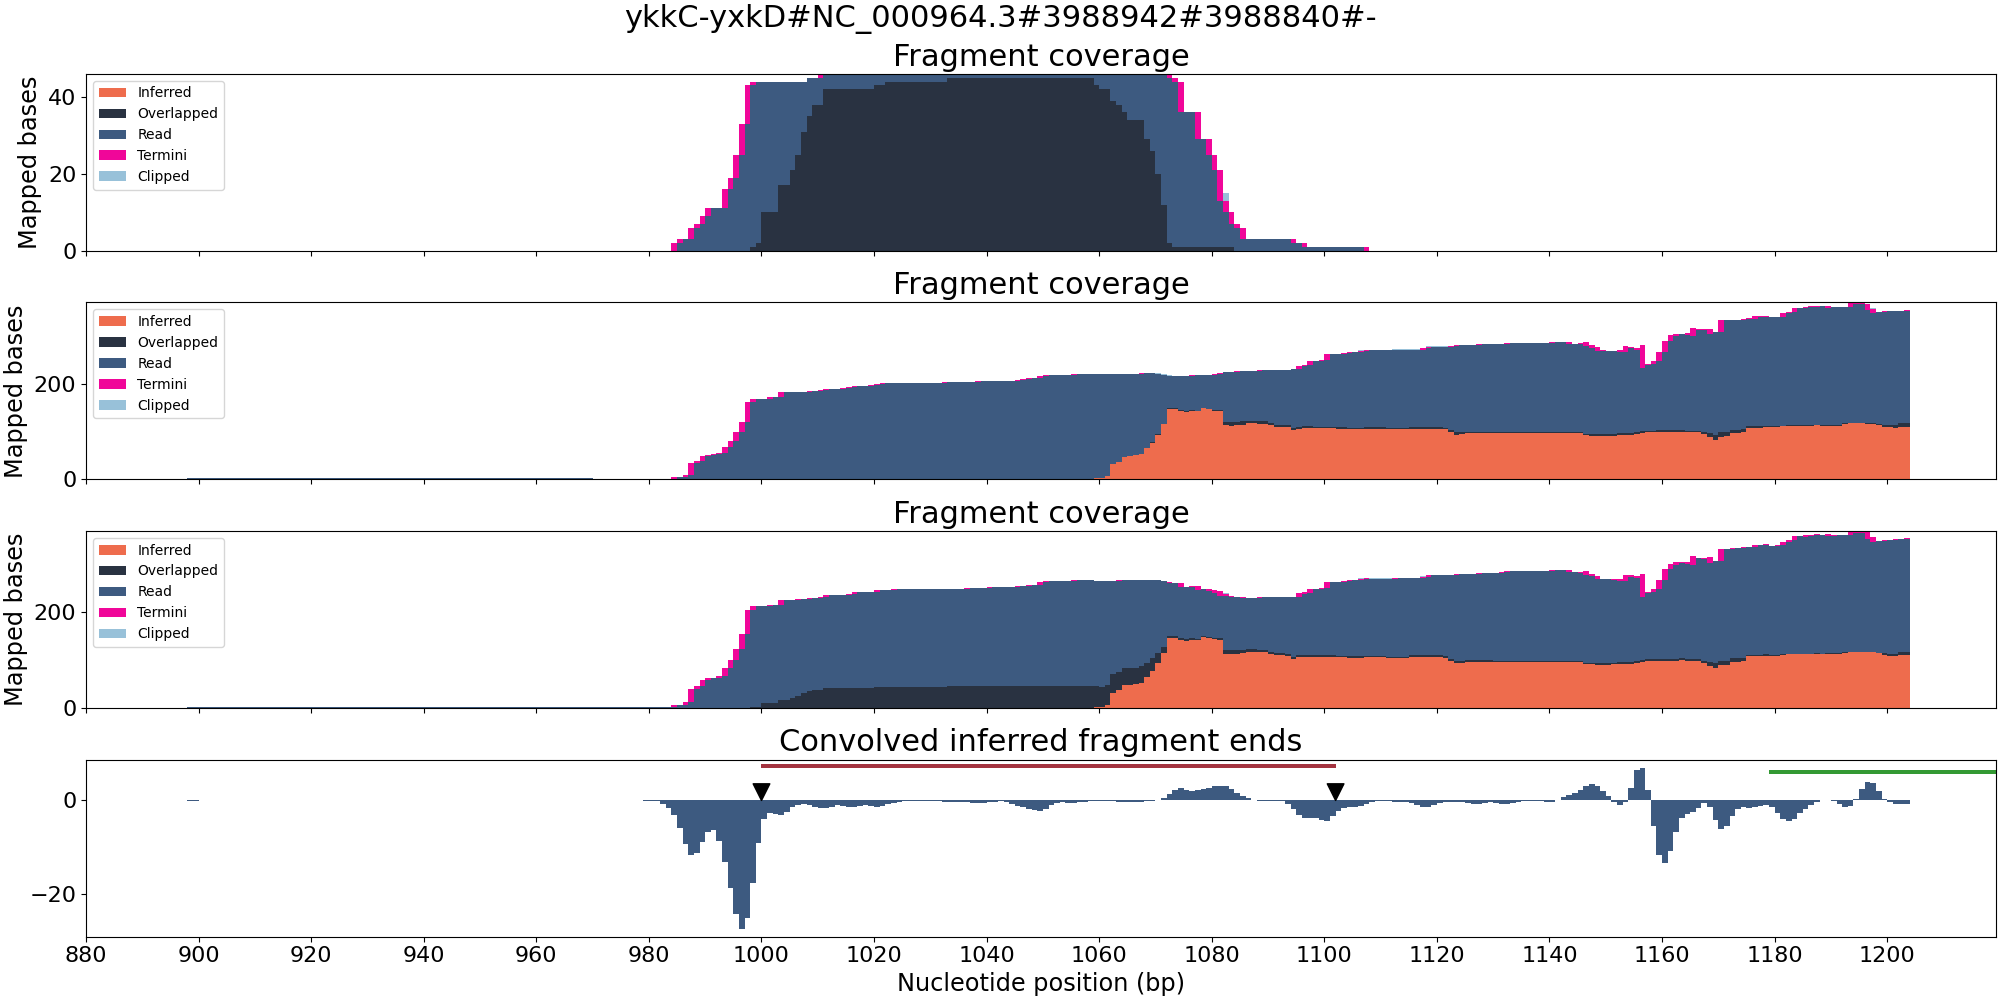 ykkC-yxkD#NC_000964.3#3988942#3988840#-
Fragment coverage
Mapped bases
40
20
0
Inferred
Overlapped
Read
Termini
Clipped
Fragment coverage
Mapped bases
200
0
Inferred
Overlapped
Read
Termini
Clipped
Fragment coverage
Mapped bases
200
0
Inferred
Overlapped
Read
Termini
Clipped
Convolved inferred fragment ends
0
−20
880 900 920 940 960 980 1000 1020 1040 1060 1080 1100 1120 1140 1160 1180 1200
Nucleotide position (bp)